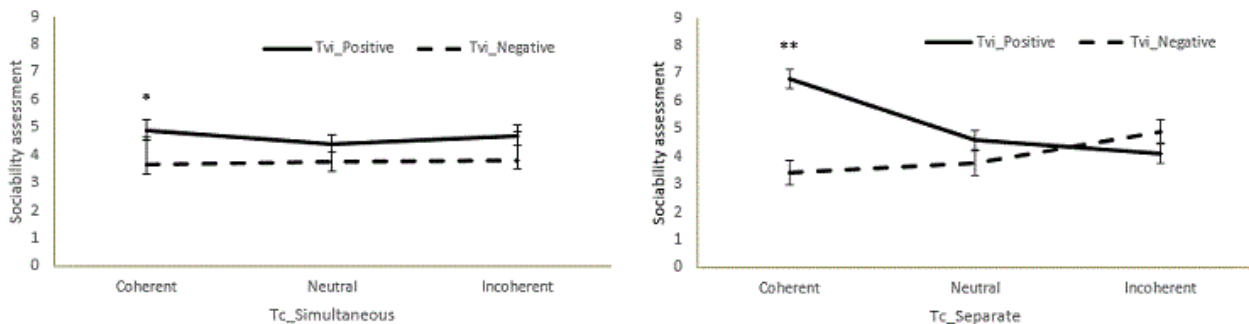 9
8
7
6
5
4
3
2
1
0
Sociability assessment
Tvi_Positive
Tvi_Negative
*
Coherent
Neutral
Incoherent
Tc_Simultaneous
9
8
7
6
5
4
3
2
1
0
Sociability assessment
Tvi_Positive
Tvi_Negative
**
Coherent
Neutral
Incoherent
Tc_Separate